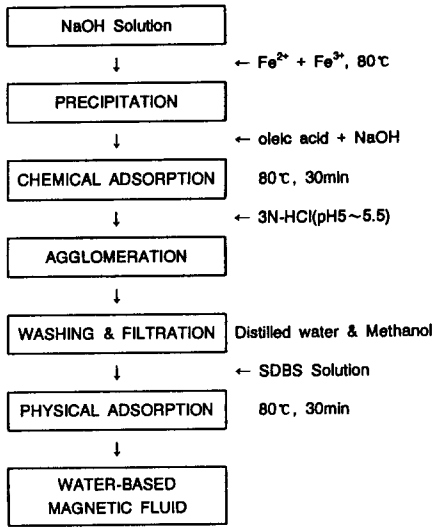 NaOH Solution
↓ ← Fe²⁺ + Fe³⁺, 80℃
PRECIPITATION
↓ ← oleic acid + NaOH
CHEMICAL ADSORPTION 80℃, 30min
↓ ← 3N-HCl(pH5~5.5)
AGGLOMERATION
↓
WASHING & FILTRATION Distilled water & Methanol
↓ ← SDBS Solution
PHYSICAL ADSORPTION 80℃, 30min
↓
WATER-BASED
MAGNETIC FLUID